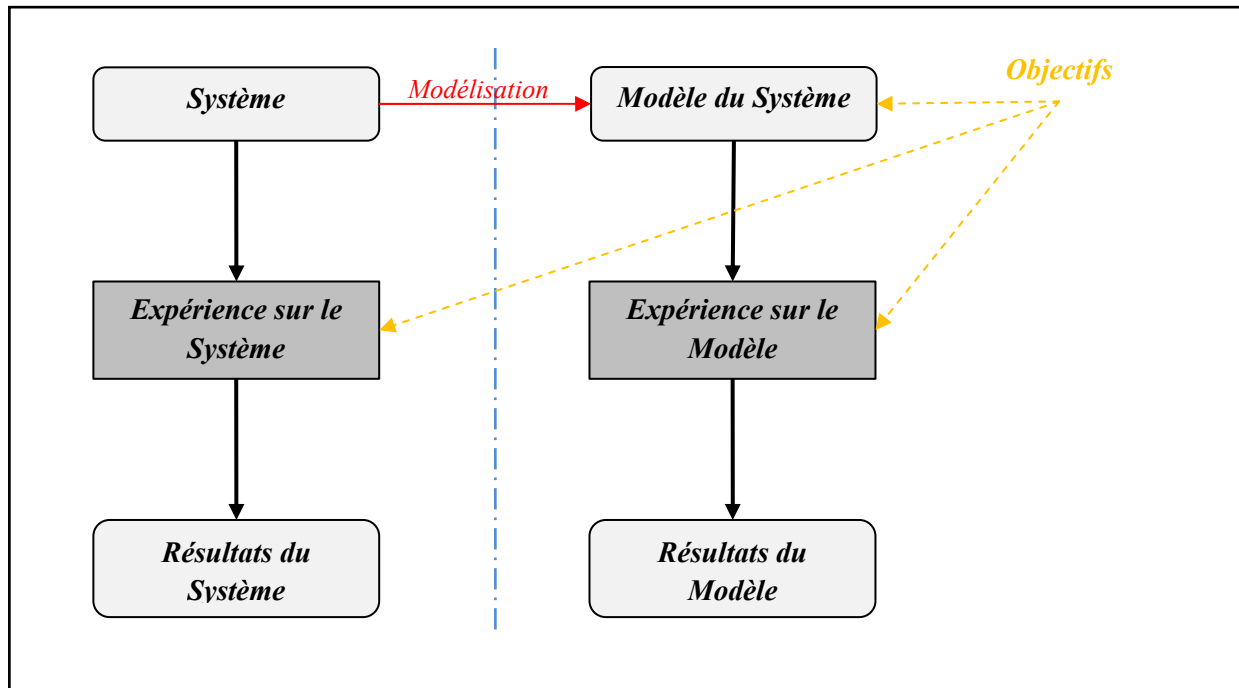 Système
Modélisation
Modèle du Système
Objectifs
Expérience sur le
Système
Expérience sur le
Modèle
Résultats du
Système
Résultats du
Modèle